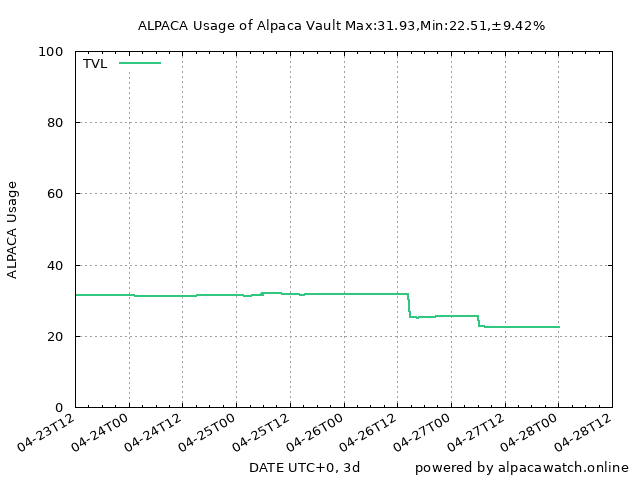 ALPACA Usage of Alpaca Vault Max:31.93,Min:22.51,±9.42%
TVL
100
80
60
40
20
0
ALPACA Usage
04-23T12
04-24T00
04-24T12
04-25T00
04-25T12
04-26T00
04-26T12
04-27T00
04-27T12
04-28T00
04-28T12
DATE UTC+0, 3d
powered by alpacawatch.online